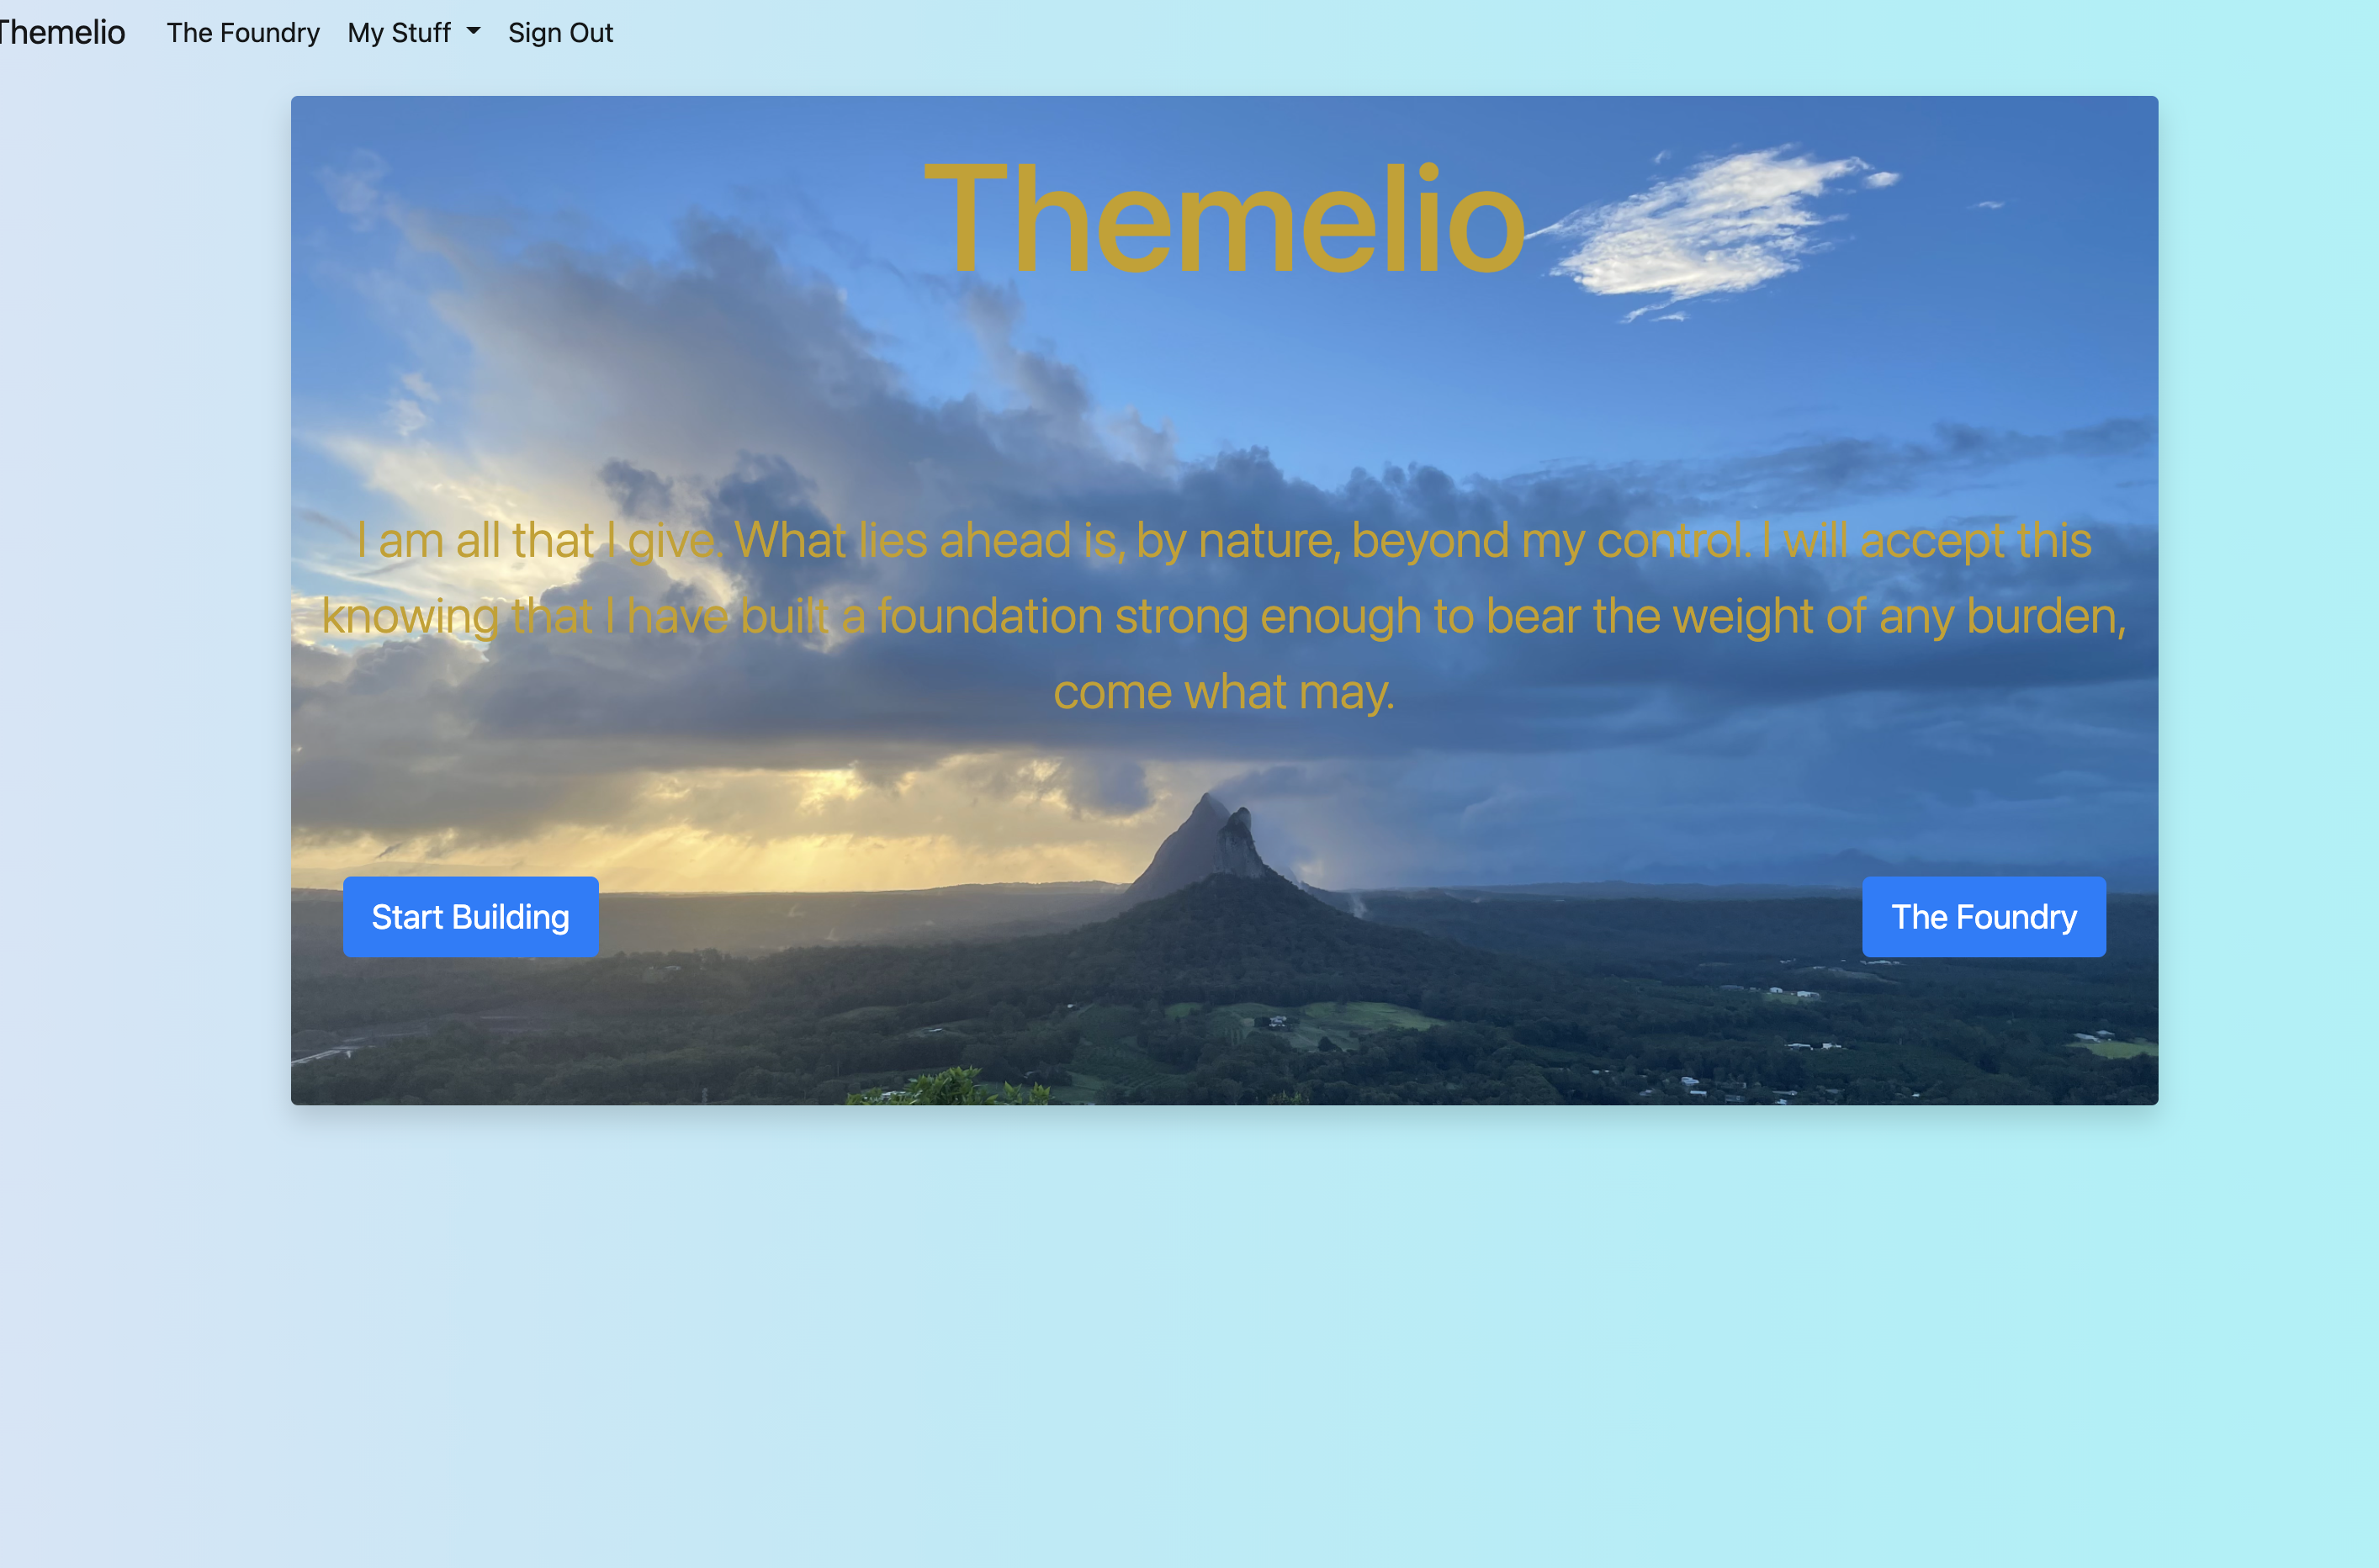 Themelio The Foundry My Stuff Sign Out
Themelio
I am all that I give. What lies ahead is, by nature, beyond my control. I will accept this
knowing that I have built a foundation strong enough to bear the weight of any burden,
come what may.
Start Building The Foundry